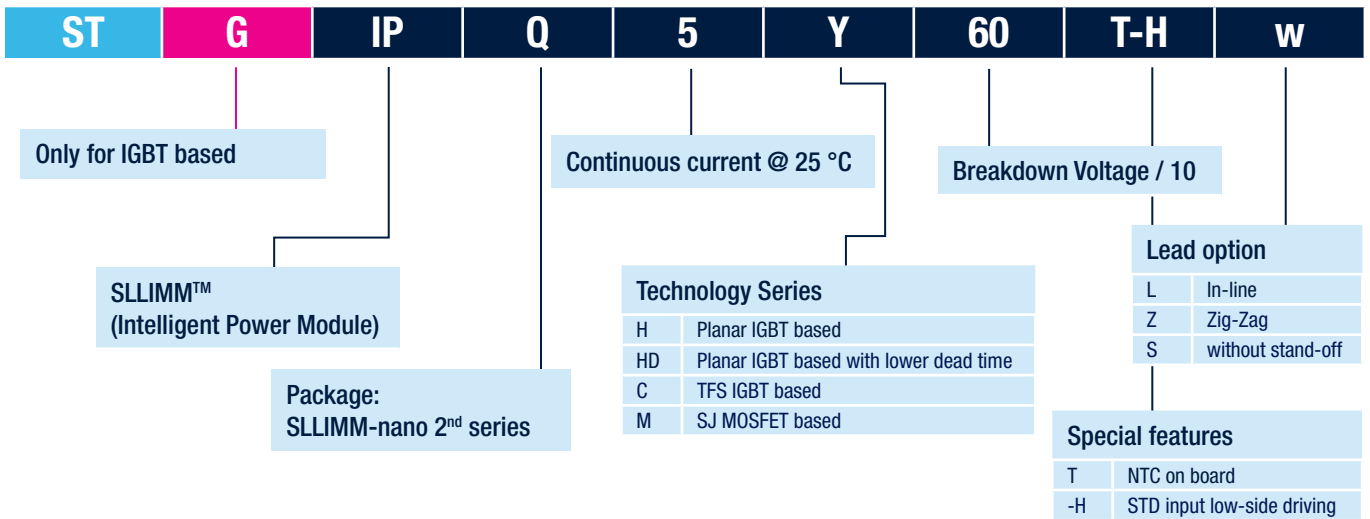 ST G IP Q 5 Y 60 T-H w
Only for IGBT based
Continuous current @ 25 °C
Breakdown Voltage / 10
SLLIMM™
(Intelligent Power Module)
Package:
SLLIMM-nano 2nd series
Technology Series
H Planar IGBT based
HD Planar IGBT based with lower dead time
C TFS IGBT based
M SJ MOSFET based
Lead option
L In-line
Z Zig-Zag
S without stand-off
Special features
T NTC on board
-H STD input low-side driving